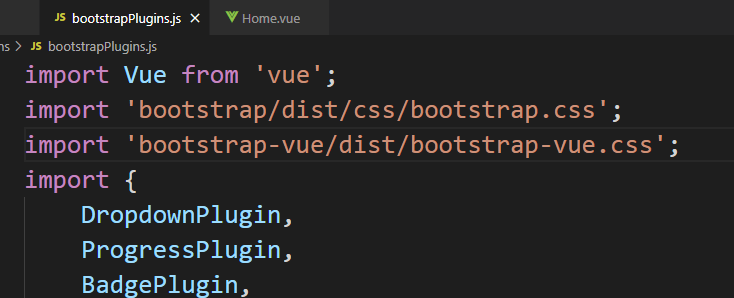 JS bootstrapPlugins.js × Home.vue
ns > JS bootstrapPlugins.js
import Vue from 'vue';
import 'bootstrap/dist/css/bootstrap.css';
import 'bootstrap-vue/dist/bootstrap-vue.css';
import {
DropdownPlugin,
ProgressPlugin,
BadgePlugin,